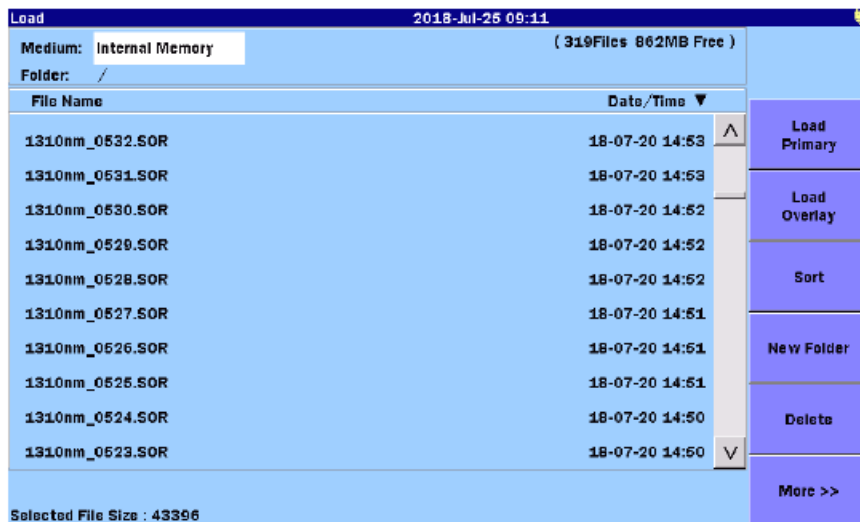 Load 2018-Jul-25 09:11
Medium: Internal Memory (319Files 862MB Free)
Folder: /
File Name Date/Time ▼
1310nm_0532.SOR 18-07-20 14:53
1310nm_0531.SOR 18-07-20 14:53
1310nm_0530.SOR 18-07-20 14:52
1310nm_0529.SOR 18-07-20 14:52
1310nm_0528.SOR 18-07-20 14:52
1310nm_0527.SOR 18-07-20 14:51
1310nm_0526.SOR 18-07-20 14:51
1310nm_0525.SOR 18-07-20 14:51
1310nm_0524.SOR 18-07-20 14:50
1310nm_0523.SOR 18-07-20 14:50
Selected File Size : 43396
Load
Primary
Load
Overlay
Sort
New Folder
Delete
More >>